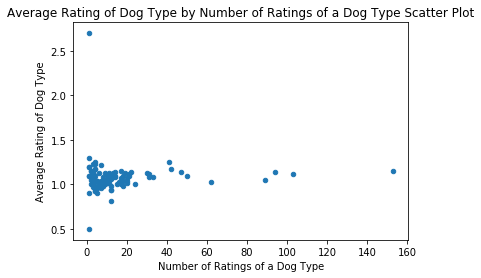 Average Rating of Dog Type by Number of Ratings of a Dog Type Scatter Plot
Average Rating of Dog Type
2.5
2.0
1.5
1.0
0.5
0 20 40 60 80 100 120 140 160
Number of Ratings of a Dog Type